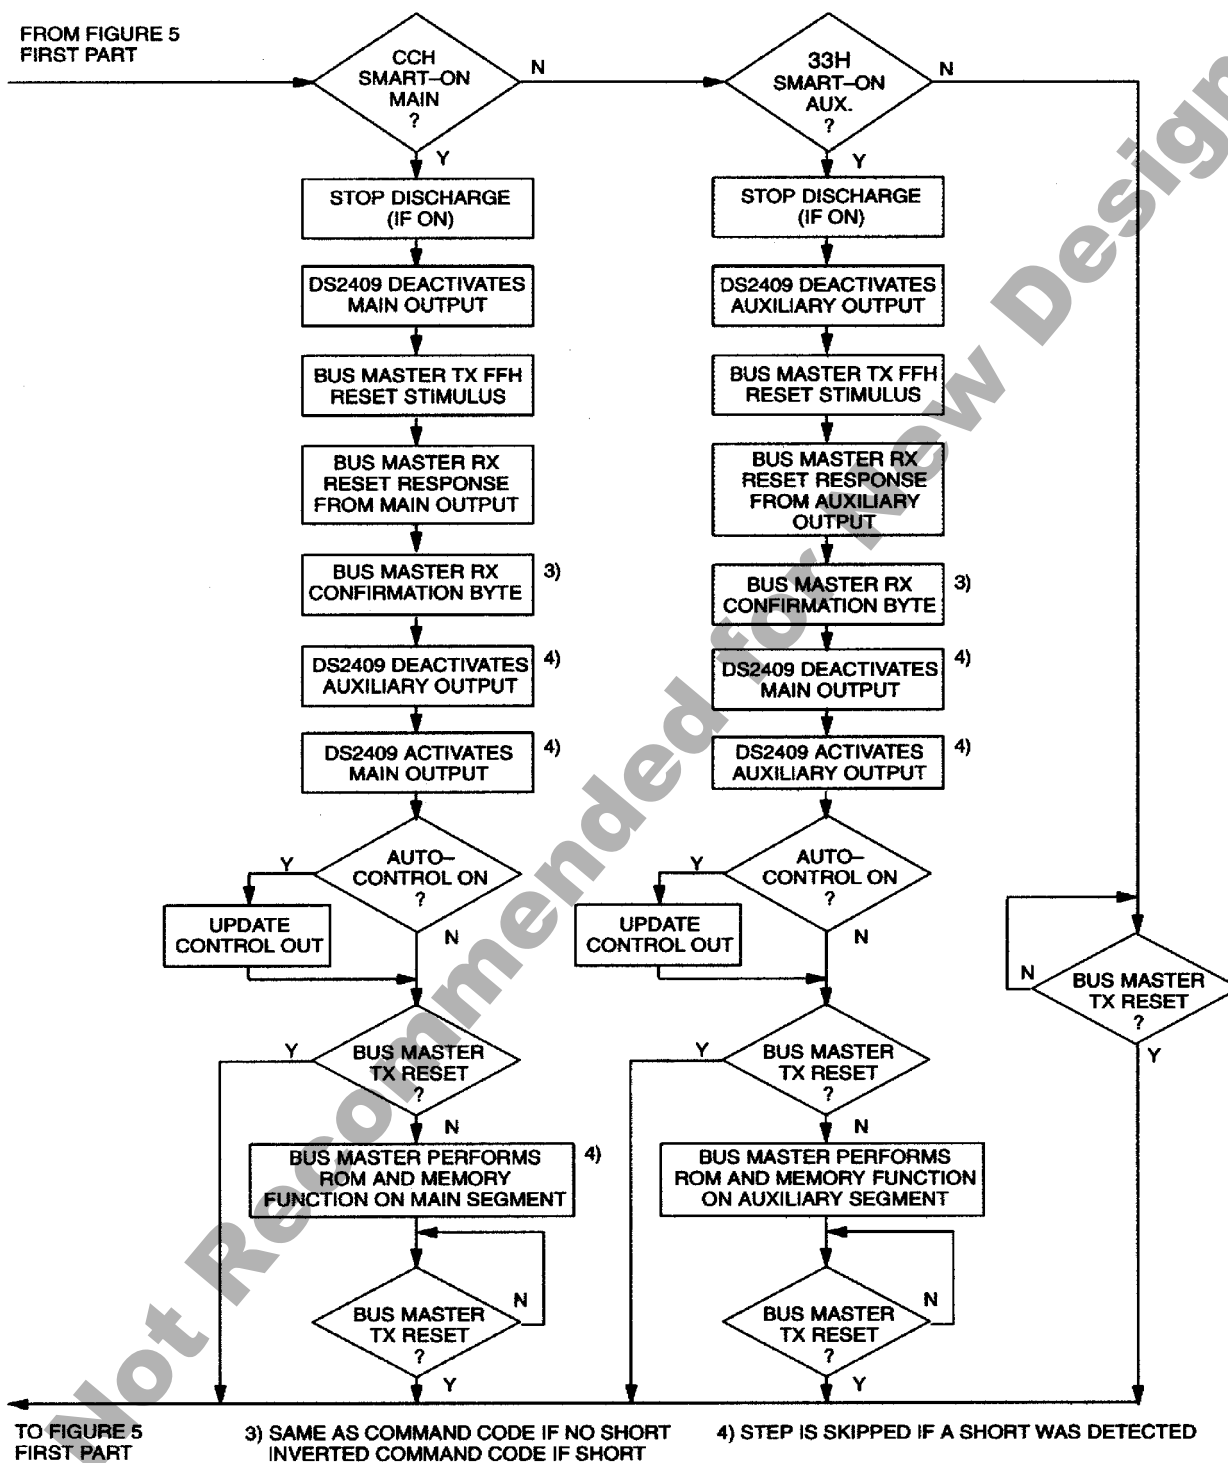 FROM FIGURE 5
FIRST PART
CCH
SMART–ON
MAIN
?
N
Y
STOP DISCHARGE
(IF ON)
DS2409 DEACTIVATES
MAIN OUTPUT
BUS MASTER TX FFH
RESET STIMULUS
BUS MASTER RX
RESET RESPONSE
FROM MAIN OUTPUT
BUS MASTER RX
CONFIRMATION BYTE
3)
DS2409 DEACTIVATES
AUXILIARY OUTPUT
4)
DS2409 ACTIVATES
MAIN OUTPUT
4)
AUTO–
CONTROL ON
?
Y
UPDATE
CONTROL OUT
N
BUS MASTER
TX RESET
?
Y
N
BUS MASTER PERFORMS
ROM AND MEMORY
FUNCTION ON MAIN SEGMENT
4)
BUS MASTER
TX RESET
?
N
Y
33H
SMART–ON
AUX.
?
N
Y
STOP DISCHARGE
(IF ON)
DS2409 DEACTIVATES
AUXILIARY OUTPUT
BUS MASTER TX FFH
RESET STIMULUS
BUS MASTER RX
RESET RESPONSE
FROM AUXILIARY
OUTPUT
BUS MASTER RX
CONFIRMATION BYTE
3)
DS2409 DEACTIVATES
MAIN OUTPUT
4)
DS2409 ACTIVATES
AUXILIARY OUTPUT
4)
AUTO–
CONTROL ON
?
Y
UPDATE
CONTROL OUT
N
BUS MASTER
TX RESET
?
Y
N
BUS MASTER PERFORMS
ROM AND MEMORY FUNCTION
ON AUXILIARY SEGMENT
BUS MASTER
TX RESET
?
N
Y
BUS MASTER
TX RESET
?
N
Y
TO FIGURE 5
FIRST PART
3) SAME AS COMMAND CODE IF NO SHORT
INVERTED COMMAND CODE IF SHORT
4) STEP IS SKIPPED IF A SHORT WAS DETECTED
Not Recommended for New Design